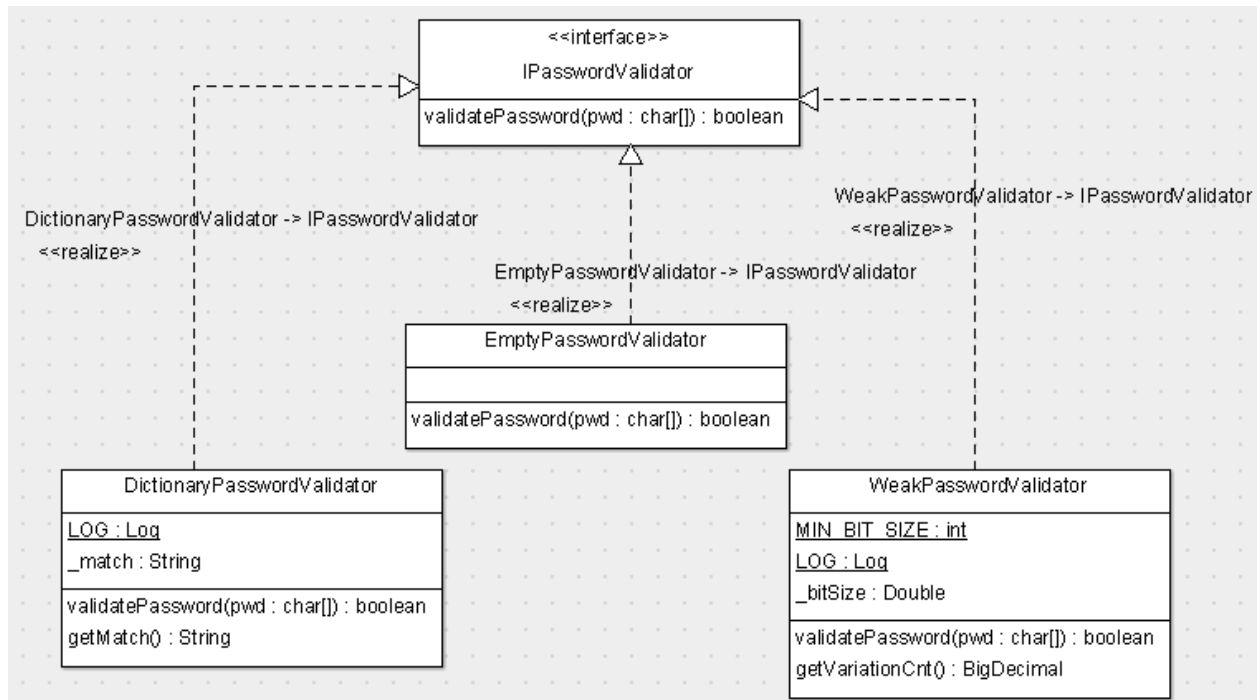 <<interface>>
IPasswordValidator
validatePassword(pwd : char[]) : boolean
DictionaryPasswordValidator -> IPasswordValidator
<<realize>>
WeakPasswordValidator -> IPasswordValidator
<<realize>>
EmptyPasswordValidator -> IPasswordValidator
<<realize>>
EmptyPasswordValidator
validatePassword(pwd : char[]) : boolean
DictionaryPasswordValidator
LOG : Log
_match : String
validatePassword(pwd : char[]) : boolean
getMatch() : String
WeakPasswordValidator
MIN_BIT_SIZE : int
LOG : Log
_bitSize : Double
validatePassword(pwd : char[]) : boolean
getVariationCnt() : BigDecimal